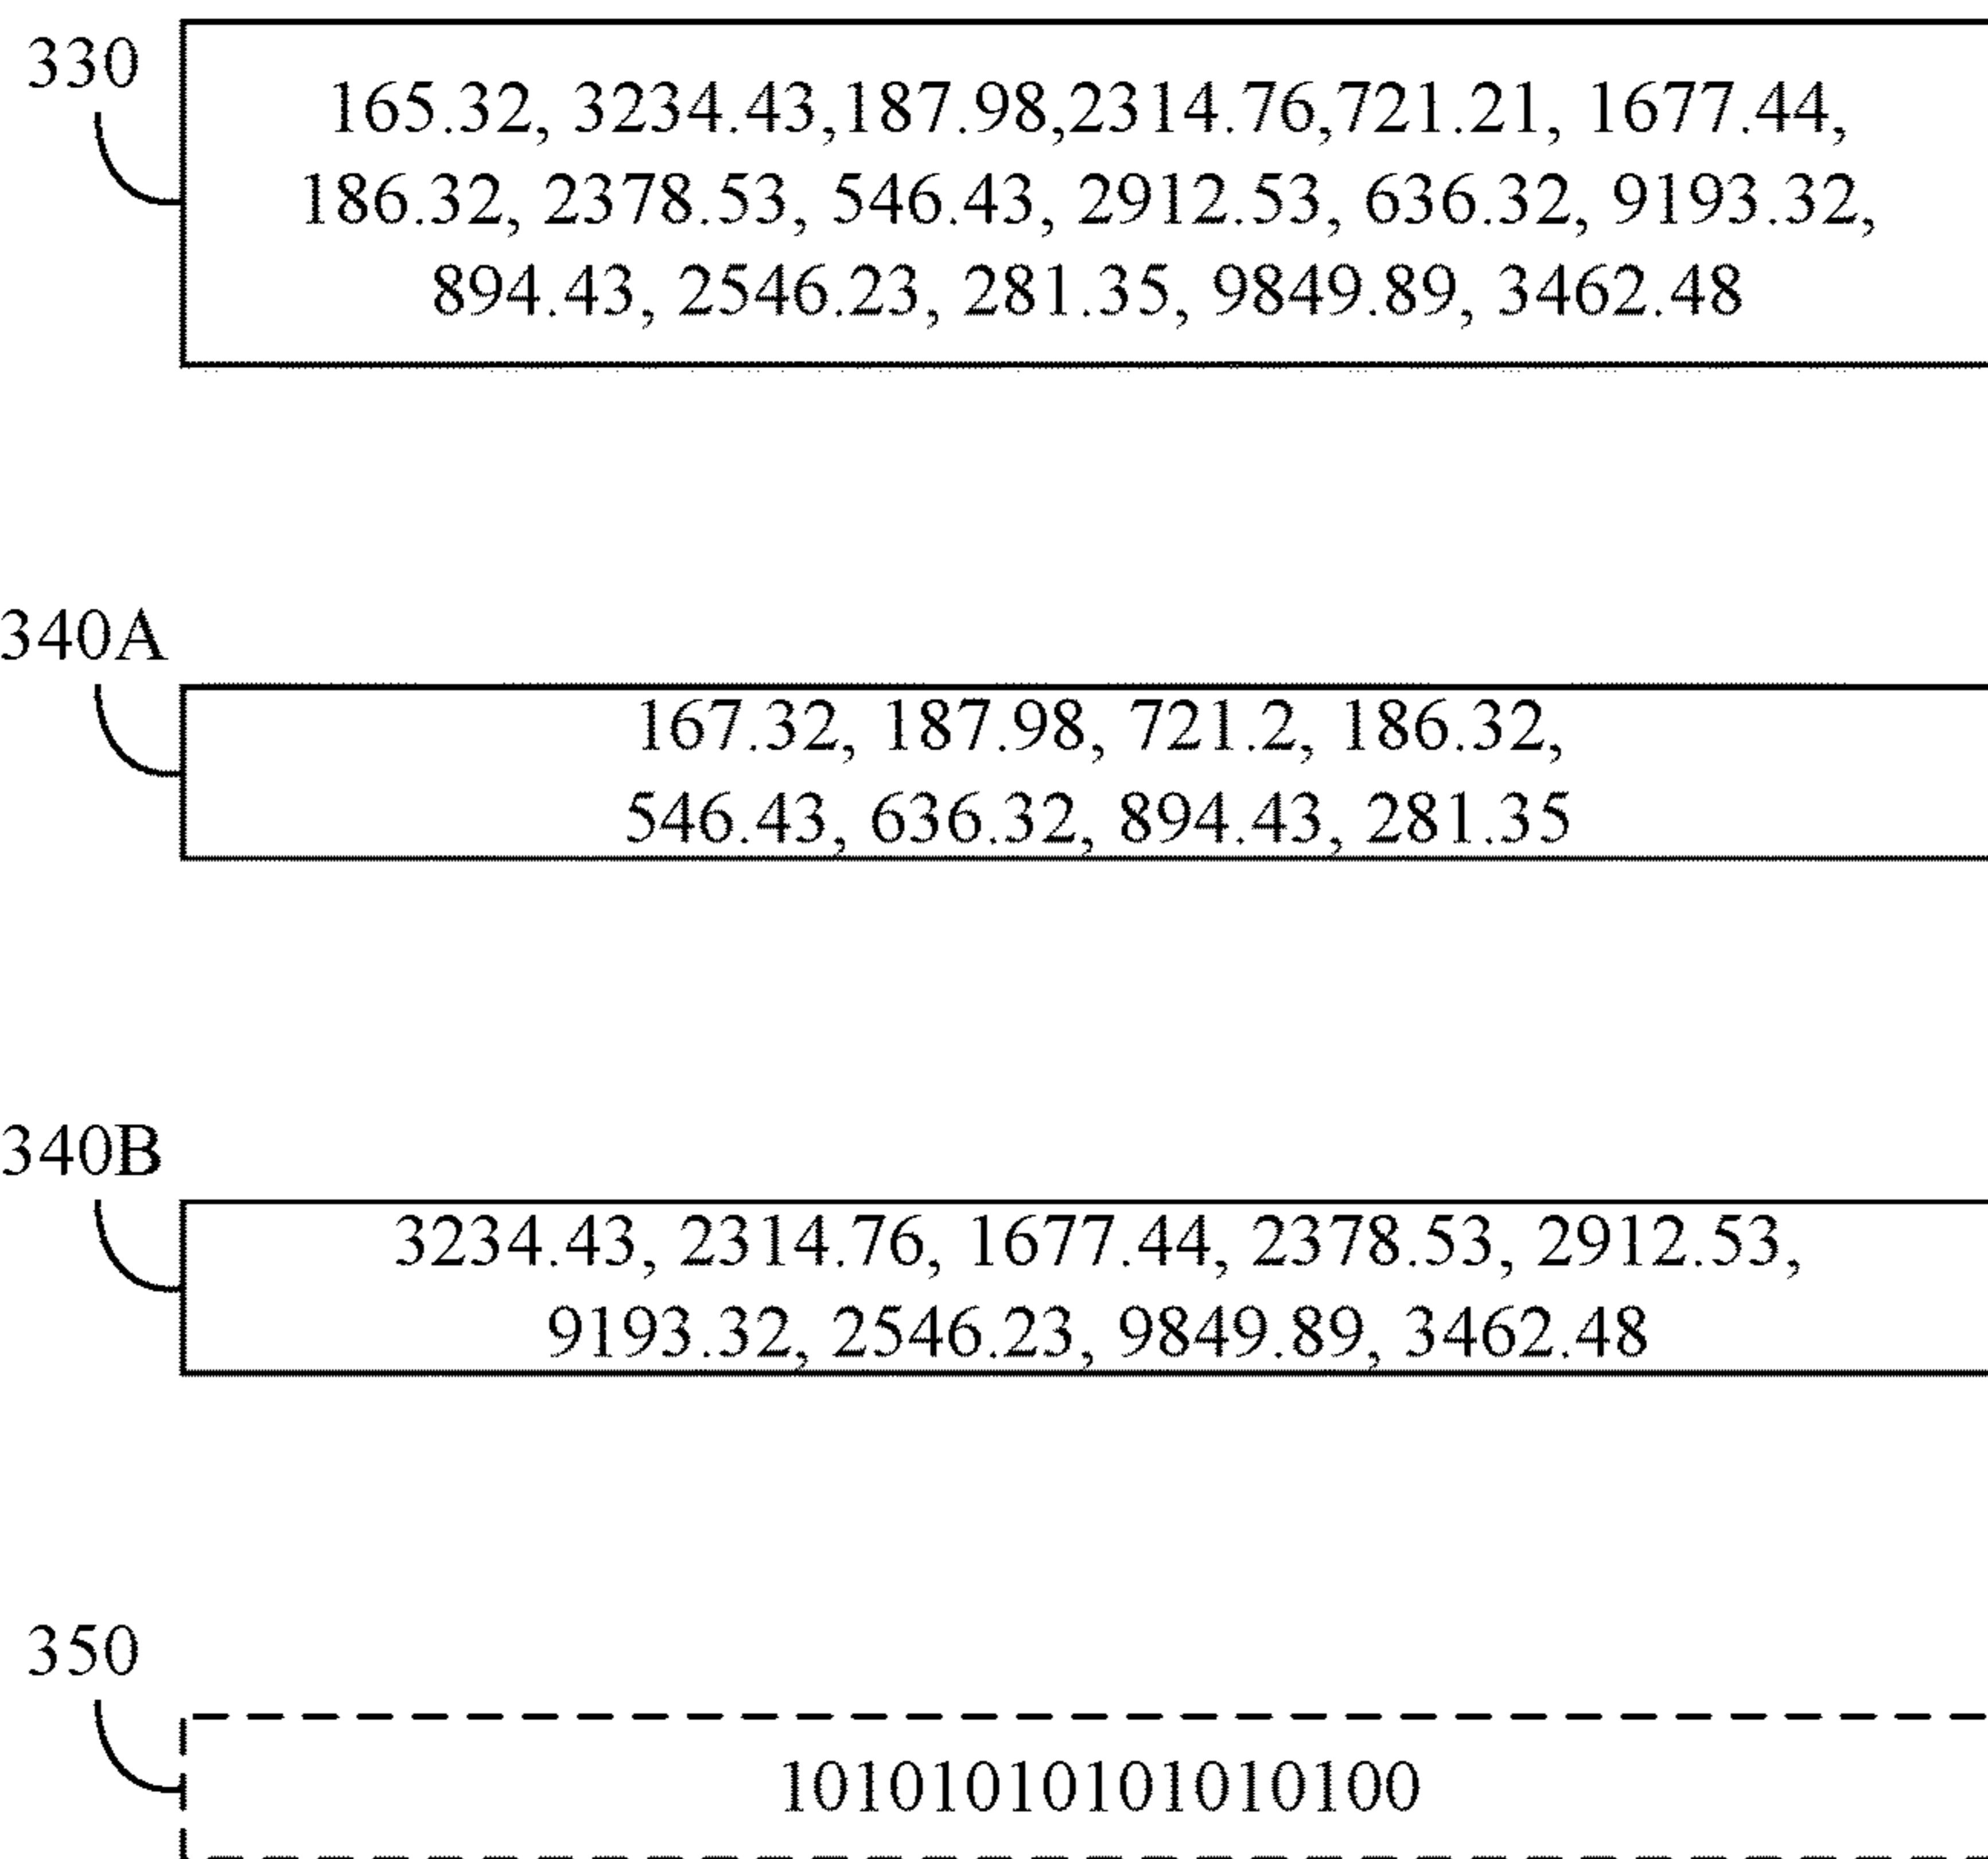 330
165.32, 3234.43,187.98,2314.76,721.21, 1677.44,
186.32, 2378.53, 546.43, 2912.53, 636.32, 9193.32,
894.43, 2546.23, 281.35, 9849.89, 3462.48
340A
167.32, 187.98, 721.2, 186.32,
546.43, 636.32, 894.43, 281.35
340B
3234.43, 2314.76, 1677.44, 2378.53, 2912.53,
9193.32, 2546.23, 9849.89, 3462.48
350
10101010101010100